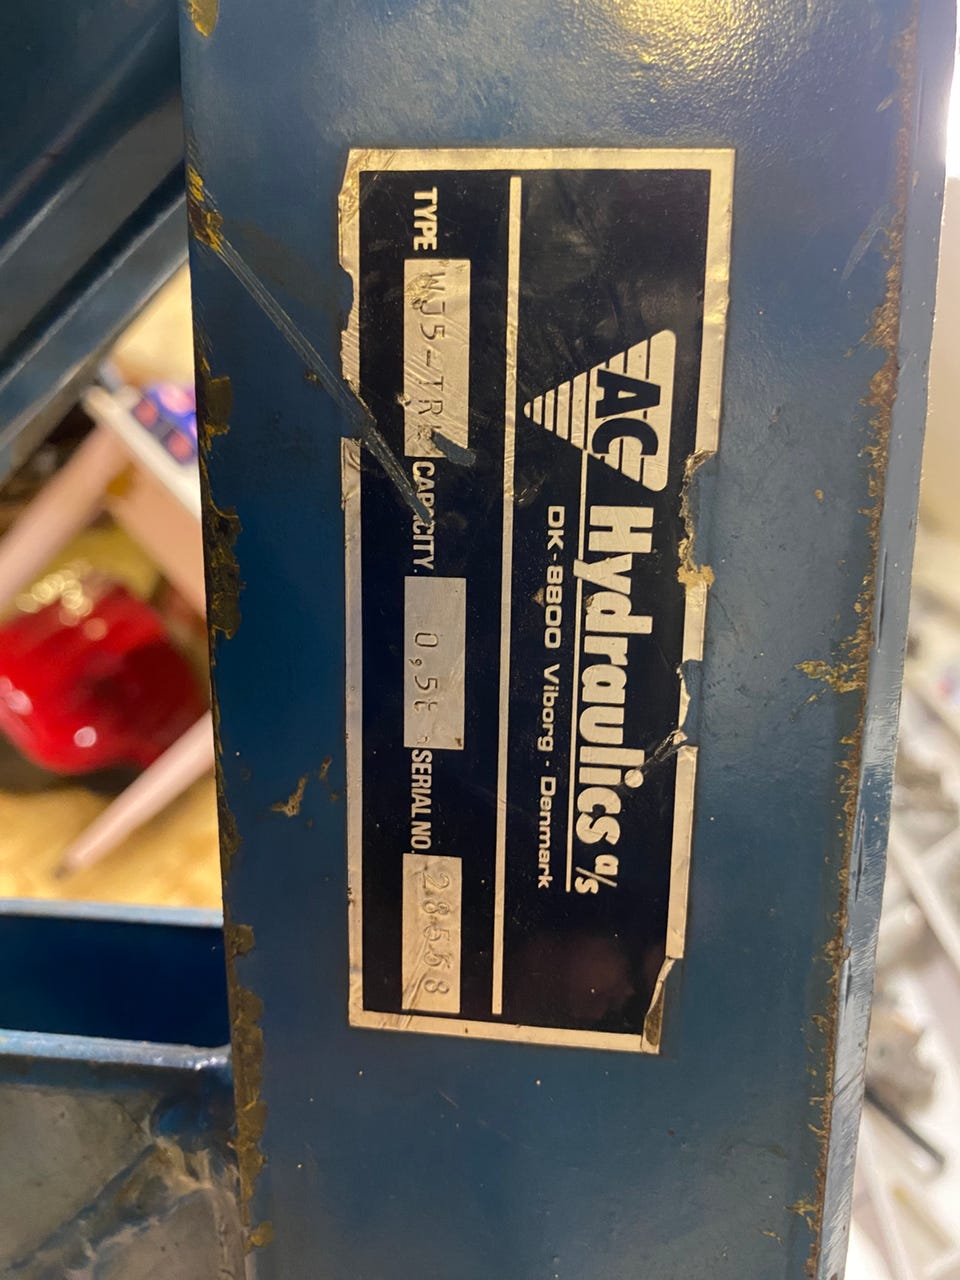 AC Hydraulics a/s
DK-8800 Viborg - Denmark
TYPE WJ5-TR CAPACITY 0,5t SERIAL NO. 28558